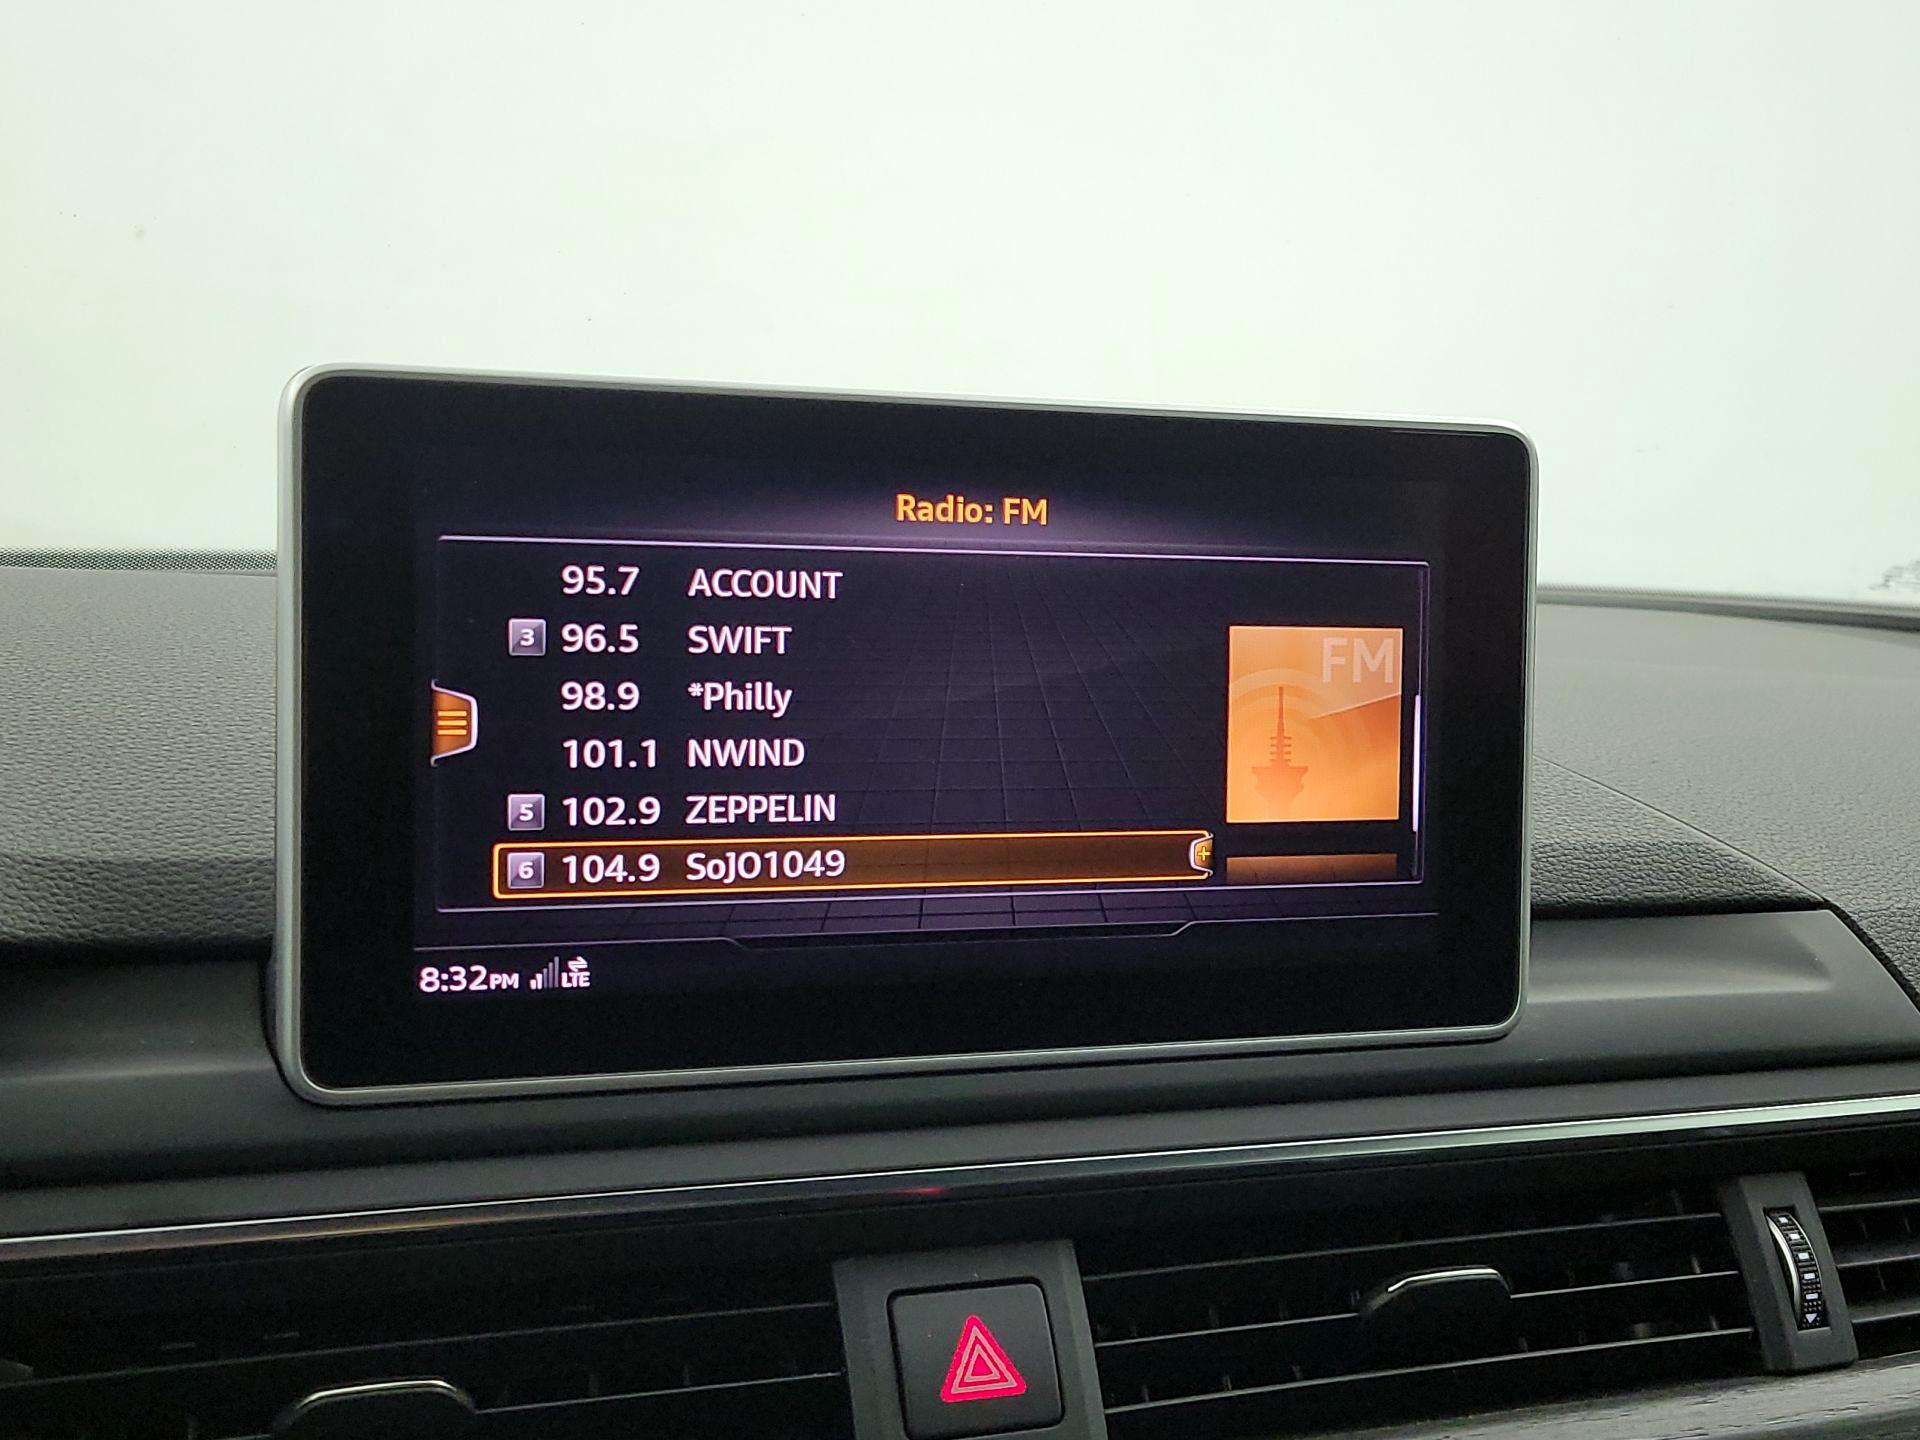 Radio: FM
95.7 ACCOUNT
3 96.5 SWIFT
98.9 *Philly
101.1 NWIND
5 102.9 ZEPPELIN
6 104.9 SoJO1049
FM
8:32PM LTE